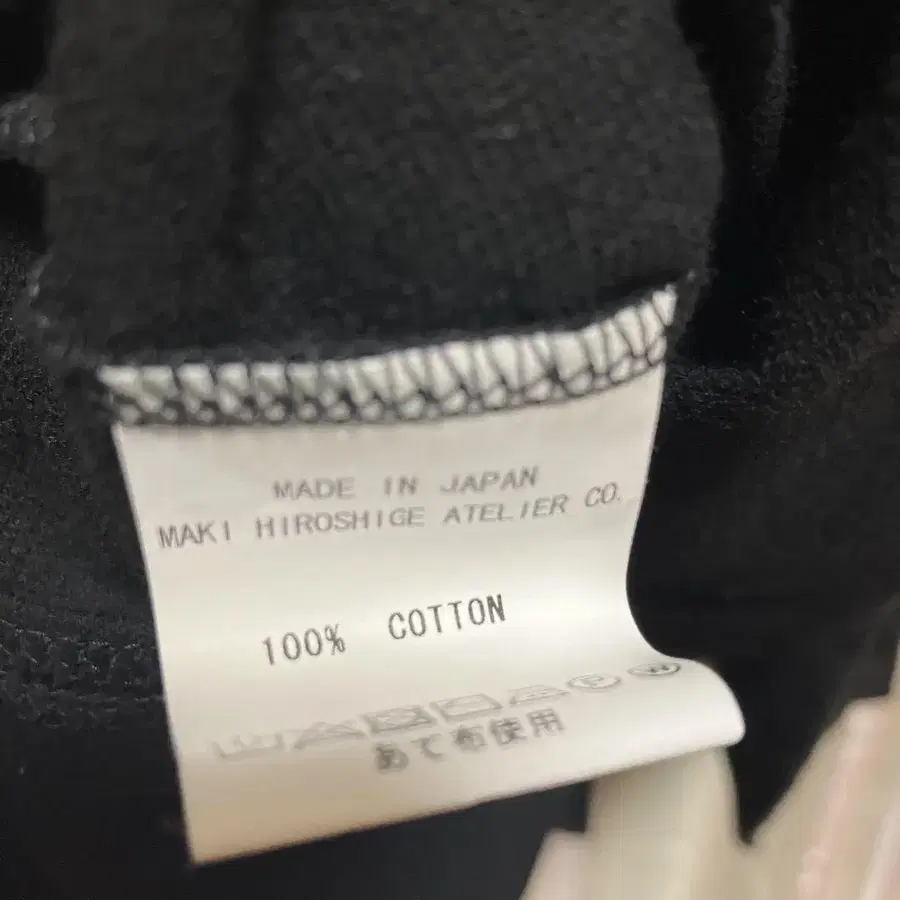 MADE IN JAPAN
MAKI HIROSHIGE ATELIER CO.
100% COTTON
P W
あて布使用